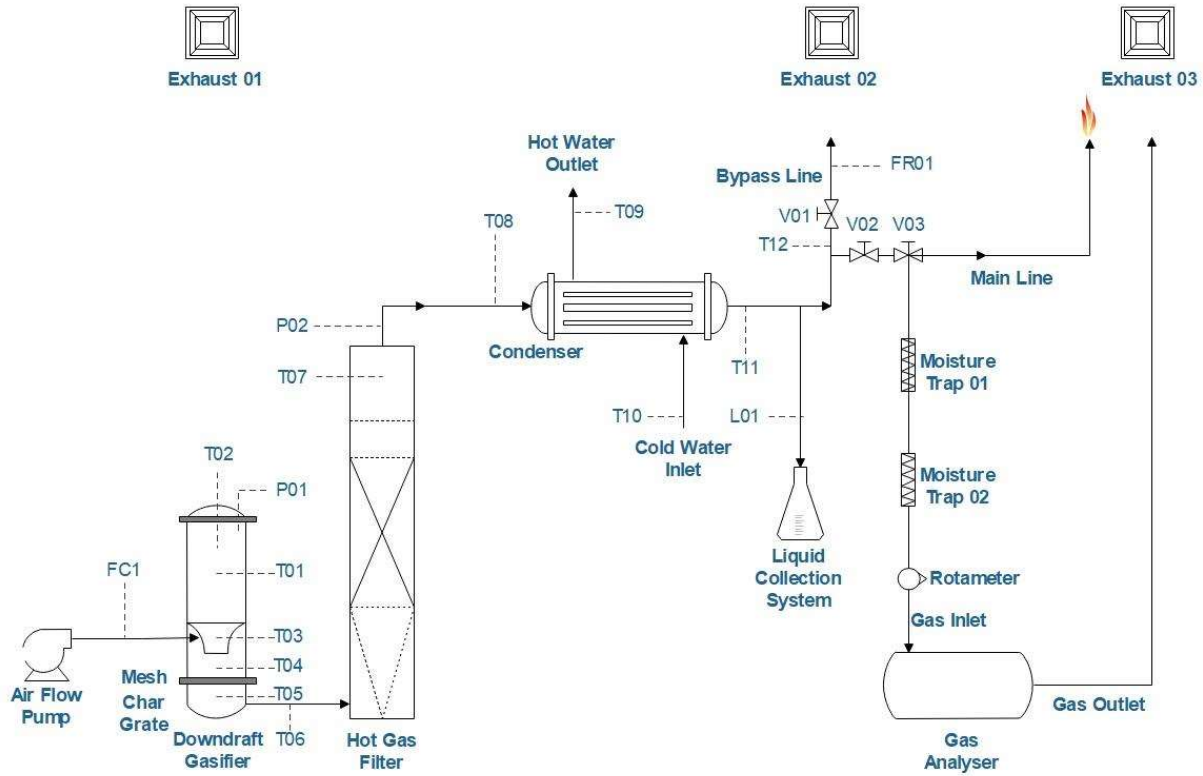 Exhaust 01
Exhaust 02
Exhaust 03
Hot Water
Outlet
Bypass Line
FR01
V01
V02
V03
T08
T09
T12
Main Line
P02
Condenser
T11
Moisture
Trap 01
T07
T10
L01
Cold Water
Inlet
T02
P01
Moisture
Trap 02
Liquid
Collection
System
FC1
T01
Rotameter
Gas Inlet
T03
T04
Mesh
Char
Grate
T05
Air Flow
Pump
T06
Downdraft
Gasifier
Hot Gas
Filter
Gas Outlet
Gas
Analyser